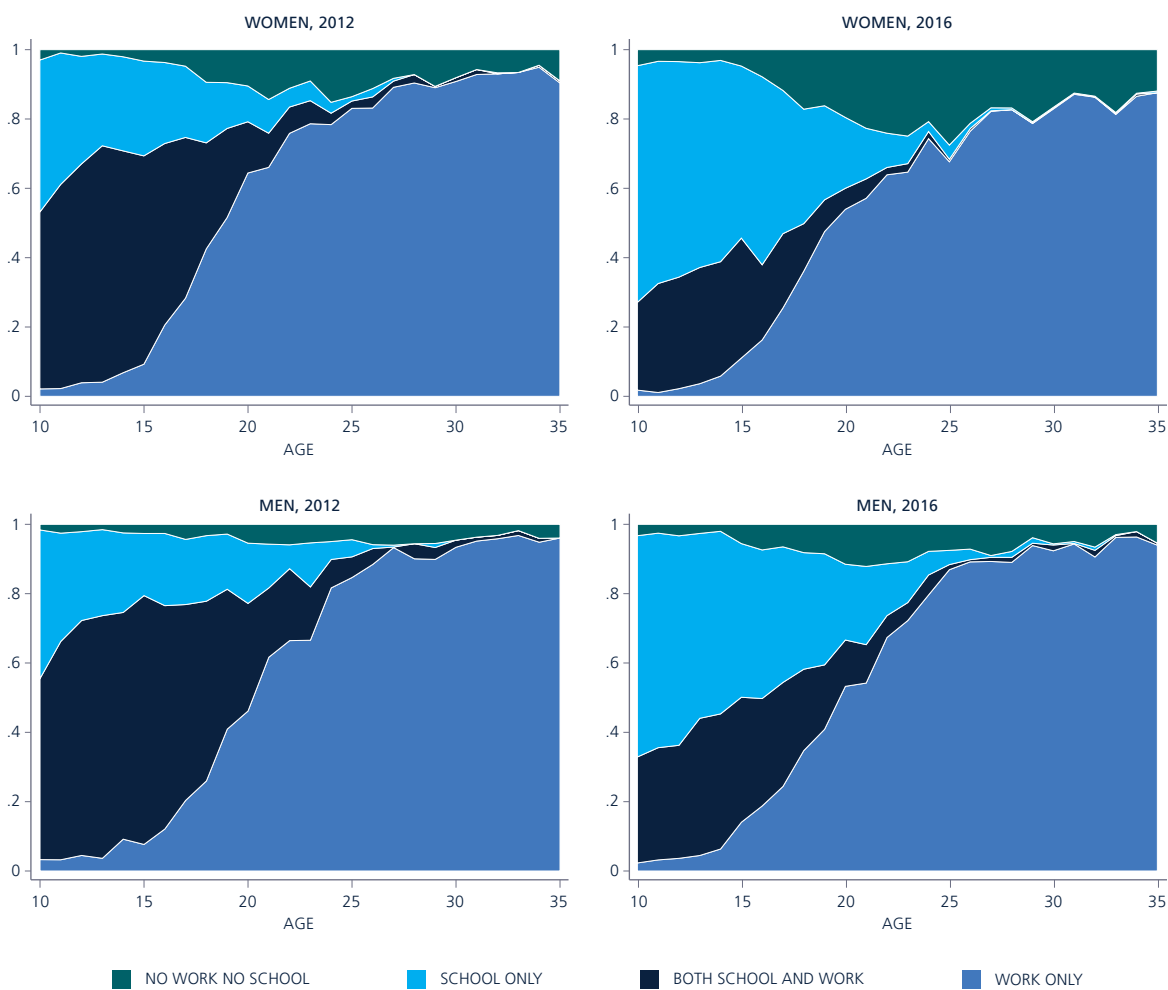 WOMEN, 2012
1
.8
.6
.4
.2
0
10 15 20 25 30 35
AGE
WOMEN, 2016
1
.8
.6
.4
.2
0
10 15 20 25 30 35
AGE
MEN, 2012
1
.8
.6
.4
.2
0
10 15 20 25 30 35
AGE
MEN, 2016
1
.8
.6
.4
.2
0
10 15 20 25 30 35
AGE
NO WORK NO SCHOOL SCHOOL ONLY BOTH SCHOOL AND WORK WORK ONLY